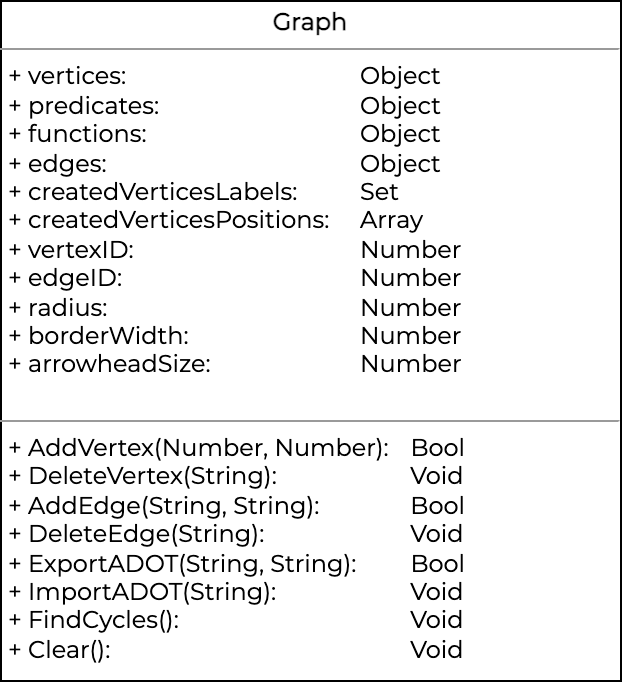 Graph
+ vertices: Object
+ predicates: Object
+ functions: Object
+ edges: Object
+ createdVerticesLabels: Set
+ createdVerticesPositions: Array
+ vertexID: Number
+ edgeID: Number
+ radius: Number
+ borderWidth: Number
+ arrowheadSize: Number
+ AddVertex(Number, Number): Bool
+ DeleteVertex(String): Void
+ AddEdge(String, String): Bool
+ DeleteEdge(String): Void
+ ExportADOT(String, String): Bool
+ ImportADOT(String): Void
+ FindCycles(): Void
+ Clear(): Void